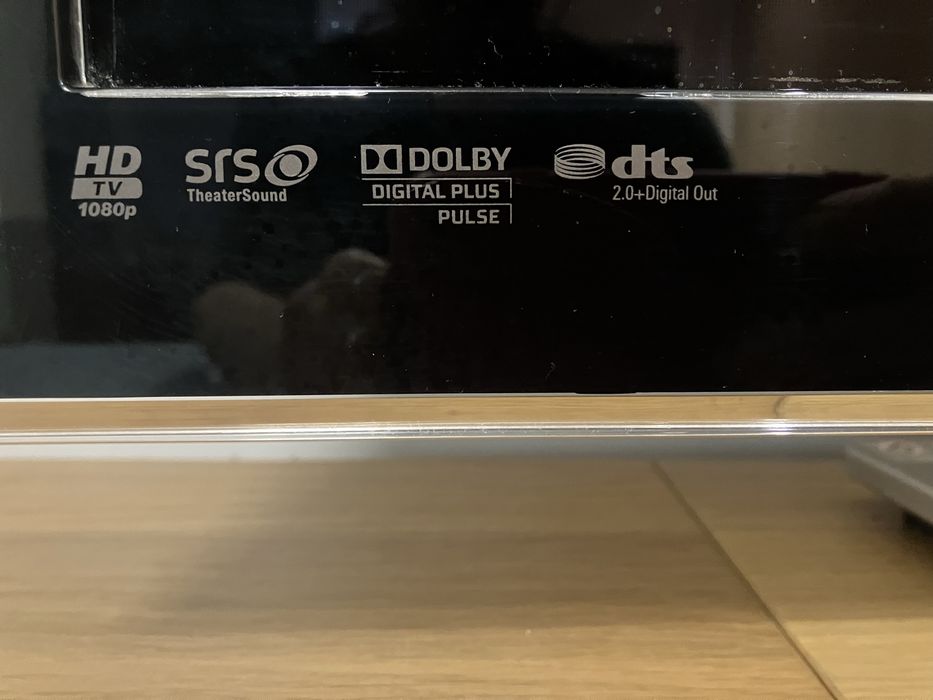 HD
TV
1080p
SRS
TheaterSound
DOLBY
DIGITAL PLUS
PULSE
dts
2.0+Digital Out